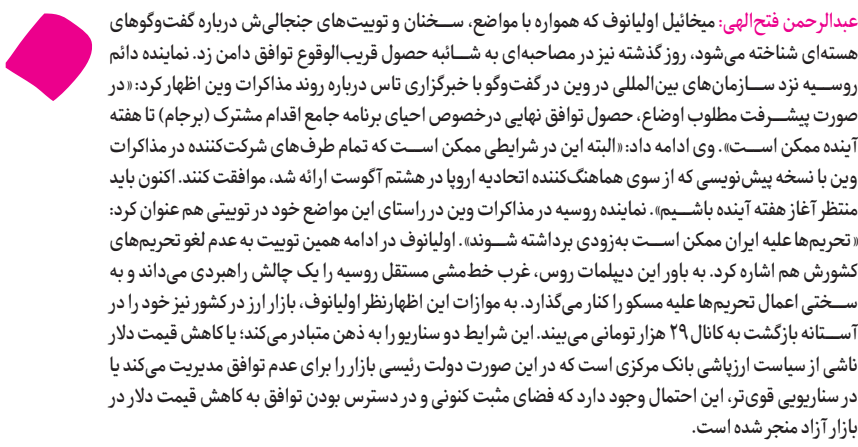 عبدالرحمن فتح‌الهی: میخائیل اولیانوف که همواره با مواضع، سخنان و توییت‌های جنجالی‌ش درباره گفت‌وگوهای
هسته‌ای شناخته می‌شود، روز گذشته نیز در مصاحبه‌ای به شائبه حصول قریب‌الوقوع توافق دامن زد. نماینده دائم
روسیه نزد سازمان‌های بین‌المللی در وین در گفت‌وگو با خبرگزاری تاس درباره روند مذاکرات وین اظهار کرد: «در
صورت پیشرفت مطلوب اوضاع، حصول توافق نهایی درخصوص احیای برنامه جامع اقدام مشترک (برجام) تا هفته
آینده ممکن است». وی ادامه داد: «البته این در شرایطی ممکن است که تمام طرف‌های شرکت‌کننده در مذاکرات
وین با نسخه پیش‌نویسی که از سوی هماهنگ‌کننده اتحادیه اروپا در هشتم آگوست ارائه شد، موافقت کنند. اکنون باید
منتظر آغاز هفته آینده باشیم». نماینده روسیه در مذاکرات وین در راستای این مواضع خود در توییتی هم عنوان کرد:
«تحریم‌ها علیه ایران ممکن است به‌زودی برداشته شوند». اولیانوف در ادامه همین توییت به عدم لغو تحریم‌های
کشورش هم اشاره کرد. به باور این دیپلمات روس، غرب خط‌مشی مستقل روسیه را یک چالش راهبردی می‌داند و به
سختی اعمال تحریم‌ها علیه مسکو را کنار می‌گذارد. به موازات این اظهارنظر اولیانوف، بازار ارز در کشور نیز خود را در
آستانه بازگشت به کانال ۲۹ هزار تومانی می‌بیند. این شرایط دو سناریو را به ذهن متبادر می‌کند؛ یا کاهش قیمت دلار
ناشی از سیاست ارزپاشی بانک مرکزی است که در این صورت دولت رئیسی بازار را برای عدم توافق مدیریت می‌کند یا
در سناریویی قوی‌تر، این احتمال وجود دارد که فضای مثبت کنونی و در دسترس بودن توافق به کاهش قیمت دلار در
بازار آزاد منجر شده است.